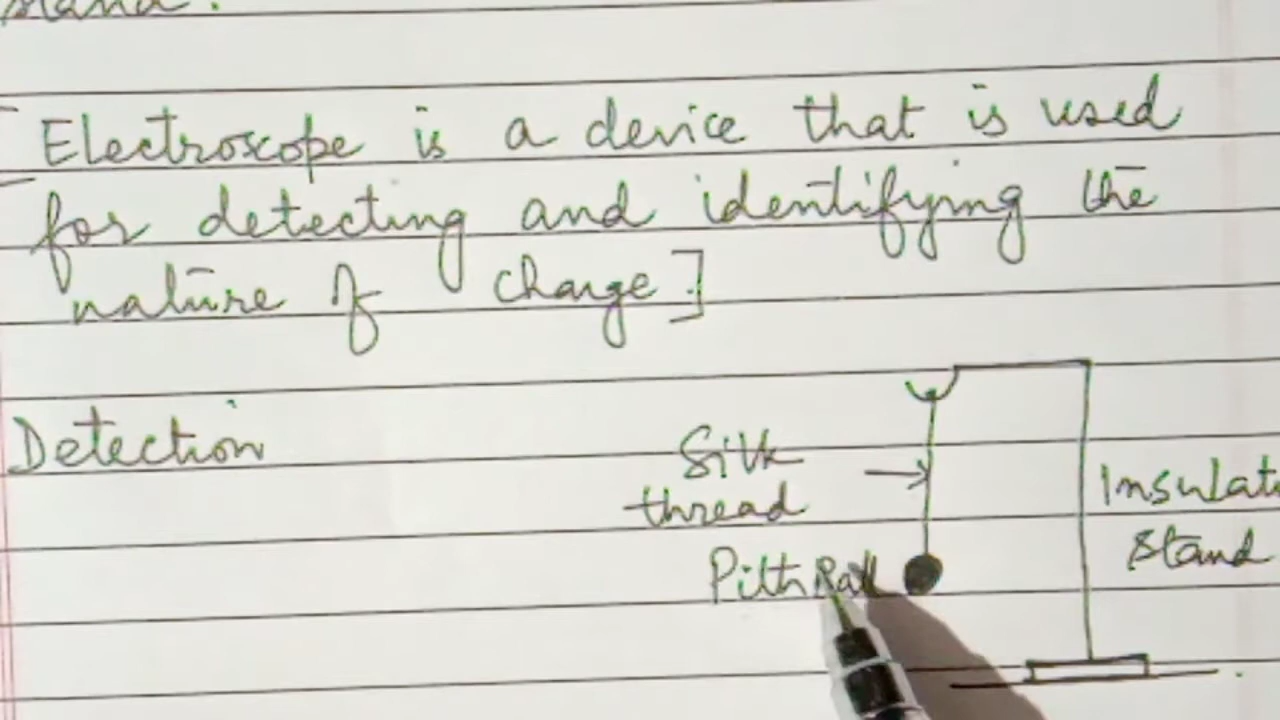 Electroscope is a device that is used
for detecting and identifying the
nature of charge]
Detection
Silk
thread
Pith Ball
Insulati
Stand